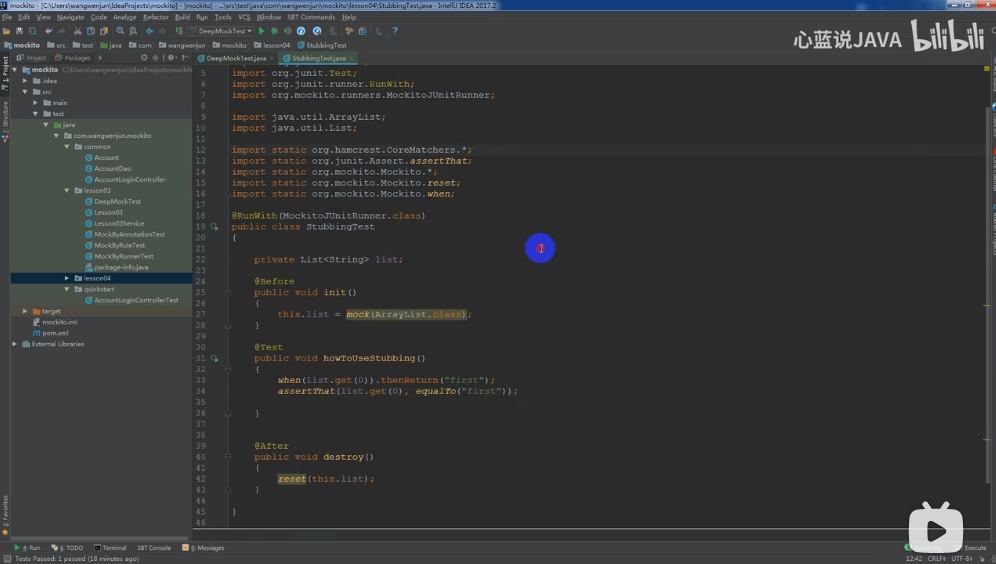 mockito - [C:\Users\wangwenjun\IdeaProjects\mockito] - [mockito] - ...\src\test\java\com\wangwenjun\mockito\lesson04\StubbingTest.java - IntelliJ IDEA 2017.2
File Edit View Navigate Code Analyze Refactor Build Run Tools VCS Window SBT Commands Help
DeepMockTest
心蓝说JAVA bilibili
mockito src test java com wangwenjun mockito lesson04 StubbingTest
Project Packages
DeepMockTest.java StubbingTest.java
1: Project
7: Structure
2: Favorites
mockito C:\Users\wangwenjun\IdeaProjects\mockito
.idea
src
main
test
java
com.wangwenjun.mockito
common
Account
AccountDao
AccountLoginController
lesson03
DeepMockTest
Lesson03
Lesson03Service
MockByAnnotationTest
MockByRuleTest
MockByRunnerTest
package-info.java
lesson04
quickstart
AccountLoginControllerTest
target
mockito.iml
pom.xml
External Libraries
5 import org.junit.Test;
6 import org.junit.runner.RunWith;
7 import org.mockito.runners.MockitoJUnitRunner;
8
9 import java.util.ArrayList;
10 import java.util.List;
11
12 import static org.hamcrest.CoreMatchers.*;
13 import static org.junit.Assert.assertThat;
14 import static org.mockito.Mockito.*;
15 import static org.mockito.Mockito.reset;
16 import static org.mockito.Mockito.when;
17
18 @RunWith(MockitoJUnitRunner.class)
19 public class StubbingTest
20 {
21
22 private List<String> list;
23
24 @Before
25 public void init()
26 {
27 this.list = mock(ArrayList.class);
28 }
29
30 @Test
31 public void howToUseStubbing()
32 {
33 when(list.get(0)).thenReturn("first");
34 assertThat(list.get(0), equalTo("first"));
35
36 }
37
38
39 @After
40 public void destroy()
41 {
42 reset(this.list);
43 }
44
45 }
46
4: Run 6: TODO Terminal SBT Console 0: Messages
Tests Passed: 1 passed (18 minutes ago)
12:42 CRLF÷ UTF-8÷